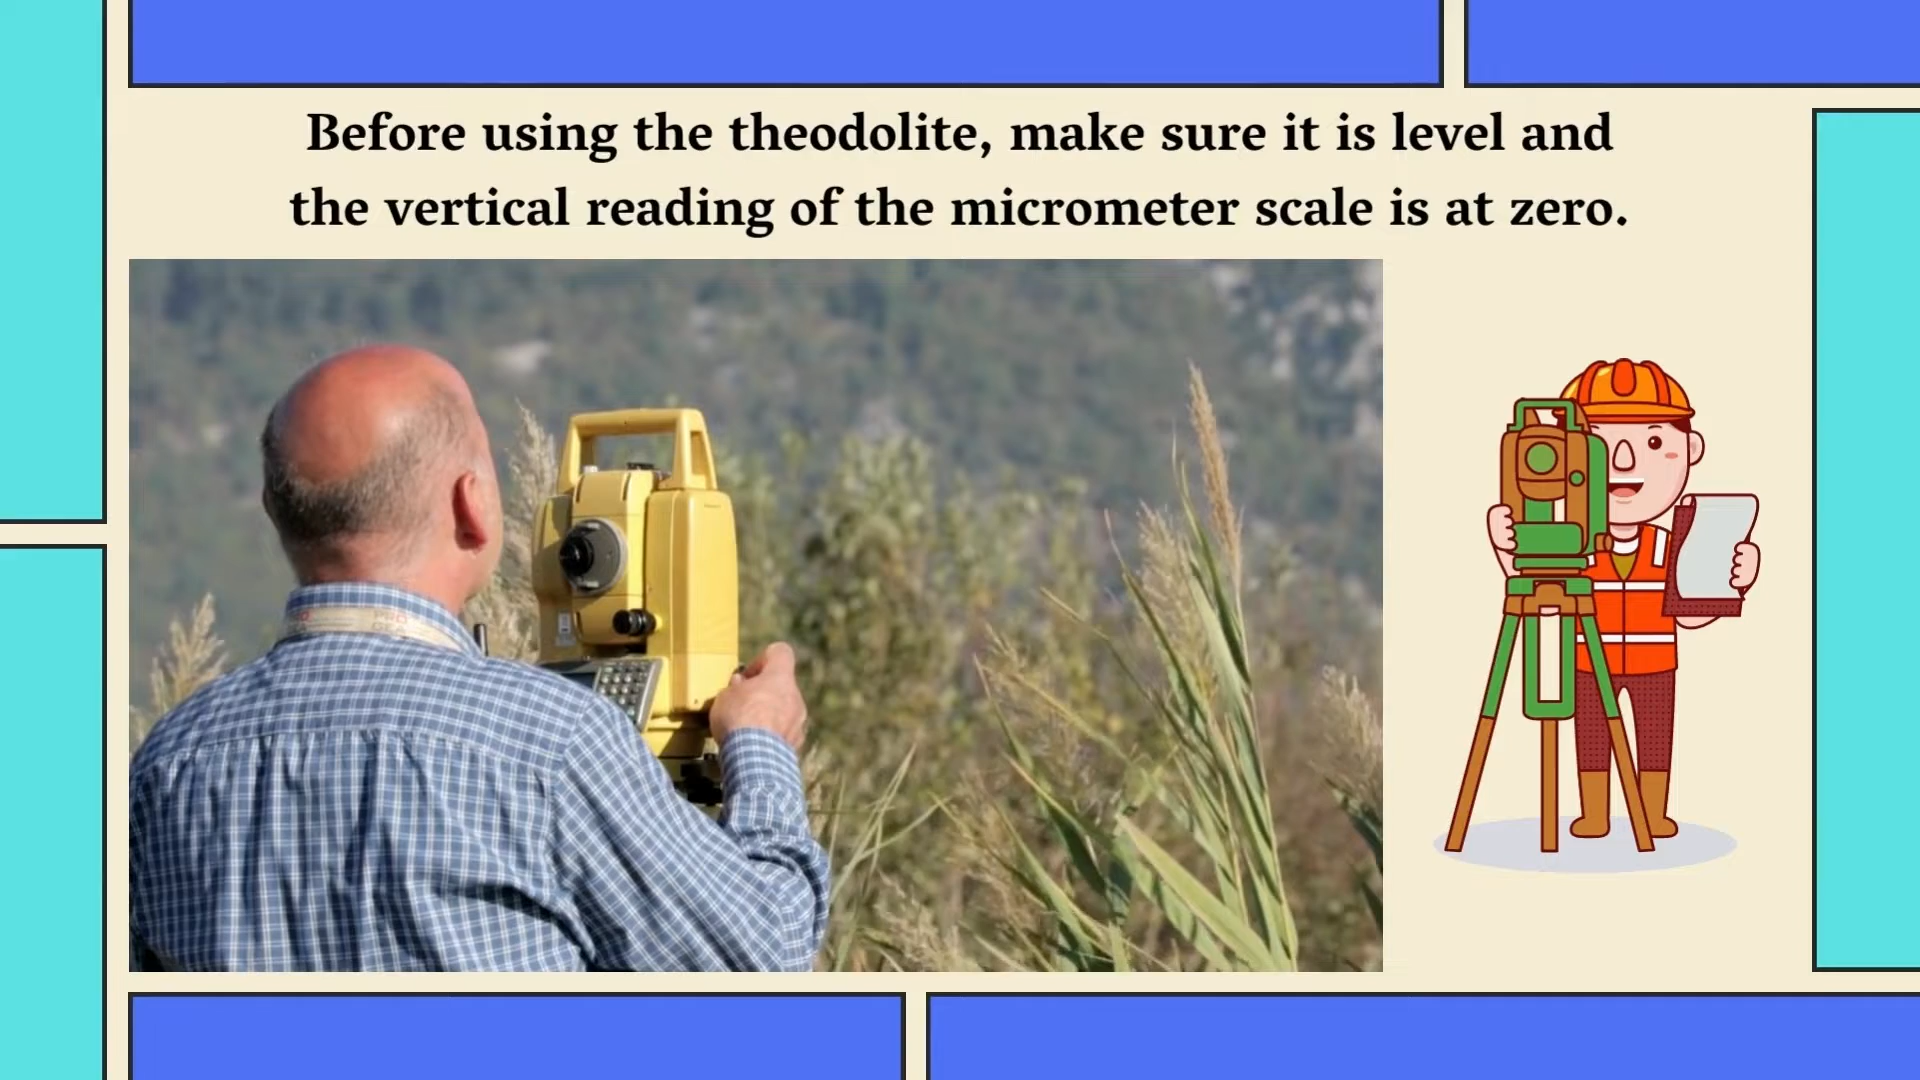 Before using the theodolite, make sure it is level and
the vertical reading of the micrometer scale is at zero.